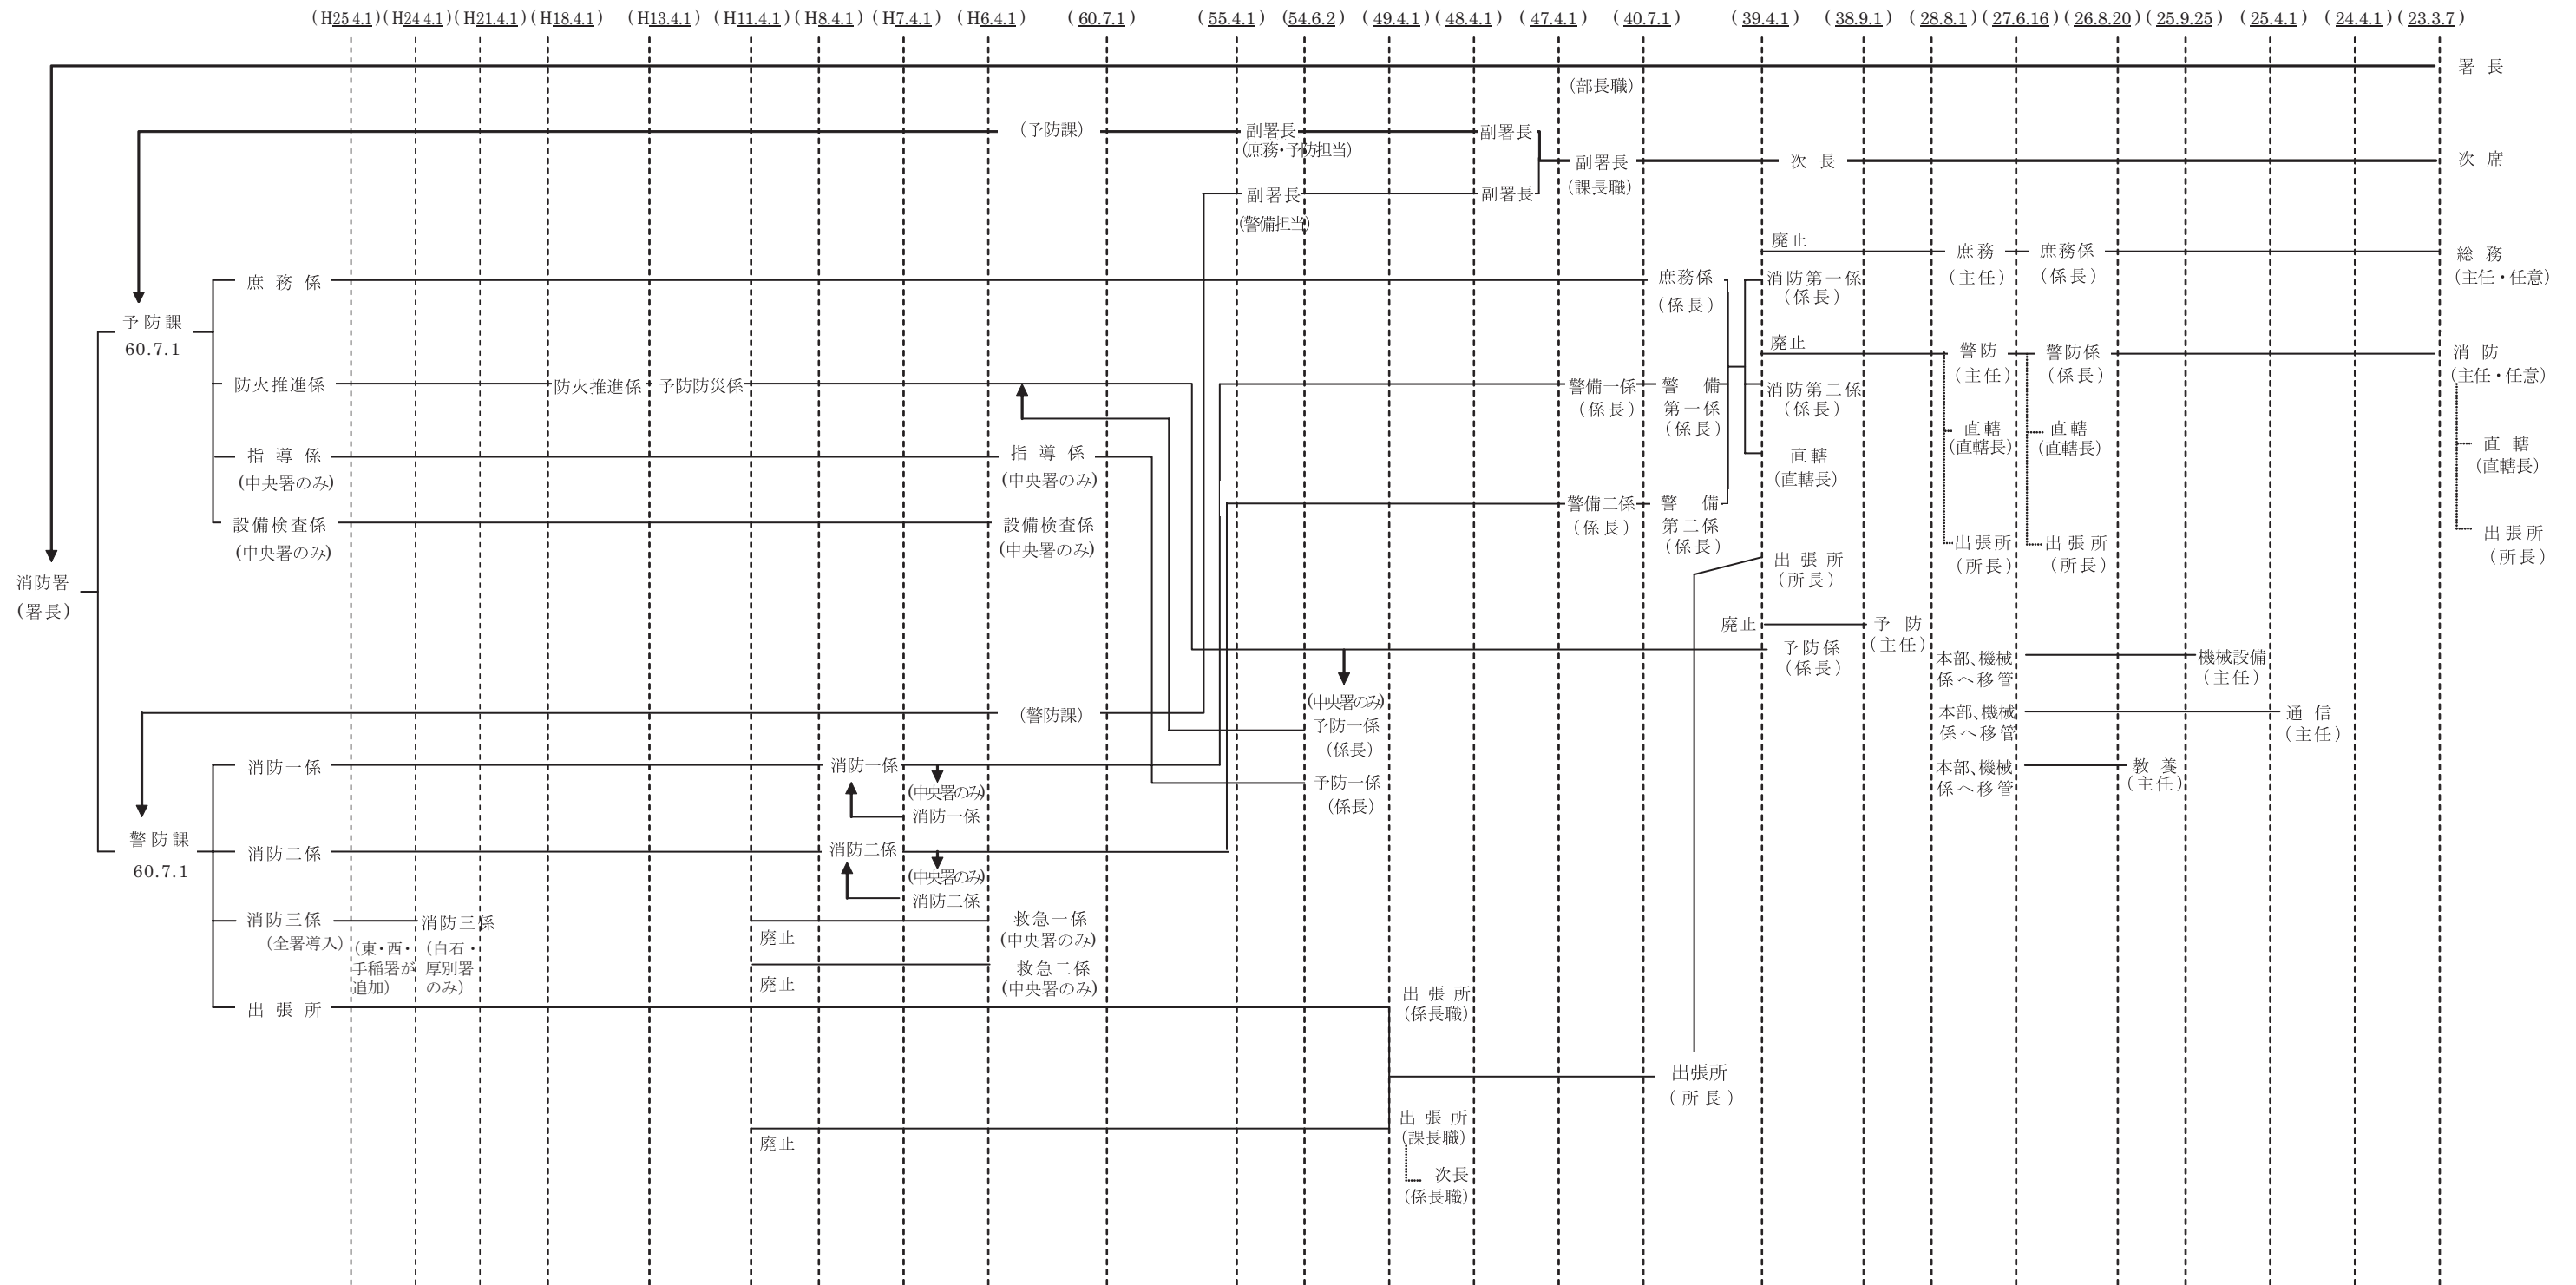 (H25 4.1) (H24 4.1) (H21.4.1) (H18.4.1) (H13.4.1) (H11.4.1) (H8.4.1) (H7.4.1) (H6.4.1) (60.7.1) (55.4.1) (54.6.2) (49.4.1) (48.4.1) (47.4.1) (40.7.1) (39.4.1) (38.9.1) (28.8.1) (27.6.16) (26.8.20) (25.9.25) (25.4.1) (24.4.1) (23.3.7)
署長
(部長職)
(予防課) 副署長 副署長
(庶務・予防担当)
副署長 次長 次席
(課長職)
副署長 副署長
(警備担当)
廃止 庶務 庶務係 総務
(主任) (係長) (主任・任意)
庶務係 庶務係 消防第一係
(係長) (係長)
予防課
60.7.1
廃止 警防 警防係 消防
(主任) (係長) (主任・任意)
防火推進係 防火推進係 予防防災係 警備一係 警備 消防第二係
(係長) 第一係 (係長)
(係長)
直轄 直轄 直轄
(直轄長) (直轄長) (直轄長)
指導係 指導係 直轄
(中央署のみ) (中央署のみ) (直轄長)
設備検査係 設備検査係 警備二係 警備
(中央署のみ) (中央署のみ) (係長) 第二係
(係長)
出張所 出張所 出張所 出張所
(所長) (所長) (所長) (所長)
消防署
(署長)
廃止 予防
(主任)
予防係
(係長)
本部、機械 機械設備
係へ移管 (主任)
(中央署のみ)
(警防課) 予防一係 本部、機械 通信
(係長) 係へ移管 (主任)
消防一係 消防一係 予防一係 本部、機械 教養
(中央署のみ) (係長) 係へ移管 (主任)
消防一係
警防課
60.7.1
消防二係 消防二係
(中央署のみ)
消防二係
消防三係 消防三係 救急一係
(全署導入) (東・西・ (白石・ 廃止 (中央署のみ)
手稲署が 厚別署 救急二係
追加) のみ) 廃止 (中央署のみ)
出張所 出張所
(係長職)
出張所
(所長)
出張所
廃止 (課長職)
次長
(係長職)